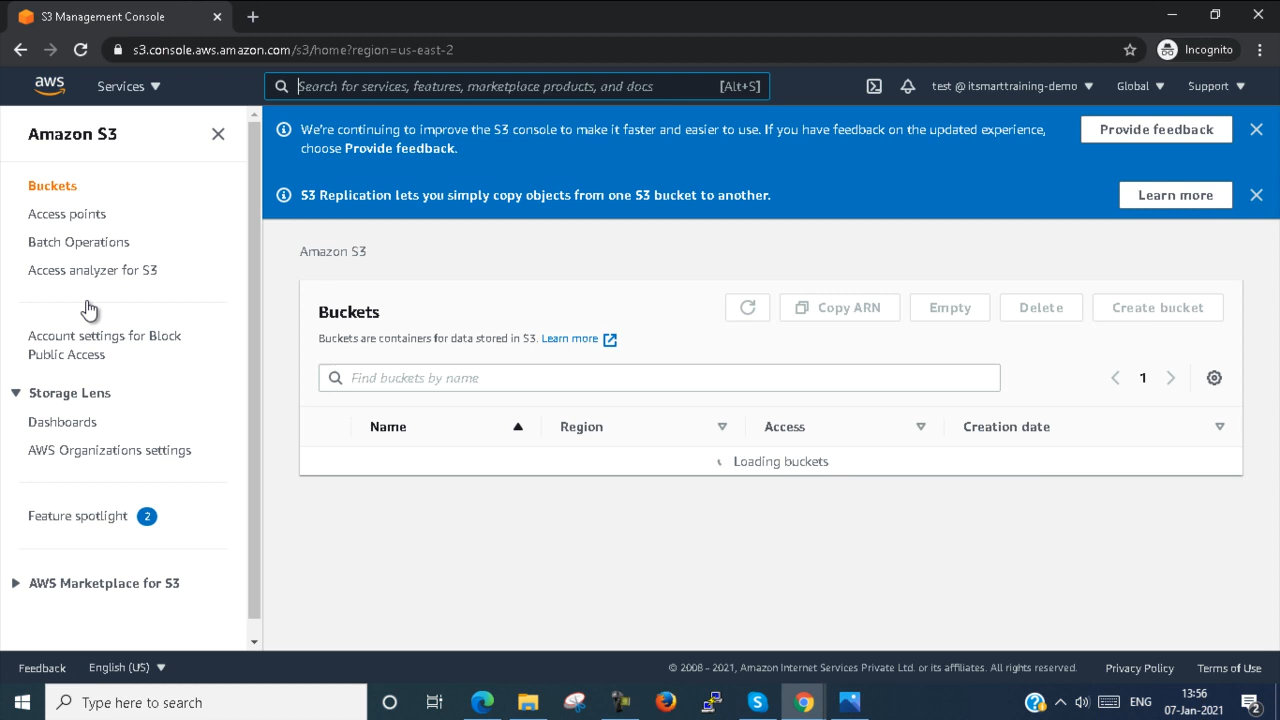 S3 Management Console
s3.console.aws.amazon.com/s3/home?region=us-east-2
Incognito
aws
Services
Search for services, features, marketplace products, and docs
[Alt+S]
test @ itsmarttraining-demo
Global
Support
Amazon S3
Buckets
Access points
Batch Operations
Access analyzer for S3
Account settings for Block
Public Access
Storage Lens
Dashboards
AWS Organizations settings
Feature spotlight
2
AWS Marketplace for S3
We're continuing to improve the S3 console to make it faster and easier to use. If you have feedback on the updated experience,
choose Provide feedback.
Provide feedback
S3 Replication lets you simply copy objects from one S3 bucket to another.
Learn more
Amazon S3
Buckets
Copy ARN
Empty
Delete
Create bucket
Buckets are containers for data stored in S3. Learn more
Find buckets by name
1
Name
Region
Access
Creation date
Loading buckets
Feedback
English (US)
© 2008 - 2021, Amazon Internet Services Private Ltd. or its affiliates. All rights reserved.
Privacy Policy
Terms of Use
Type here to search
ENG
13:56
07-Jan-2021
2